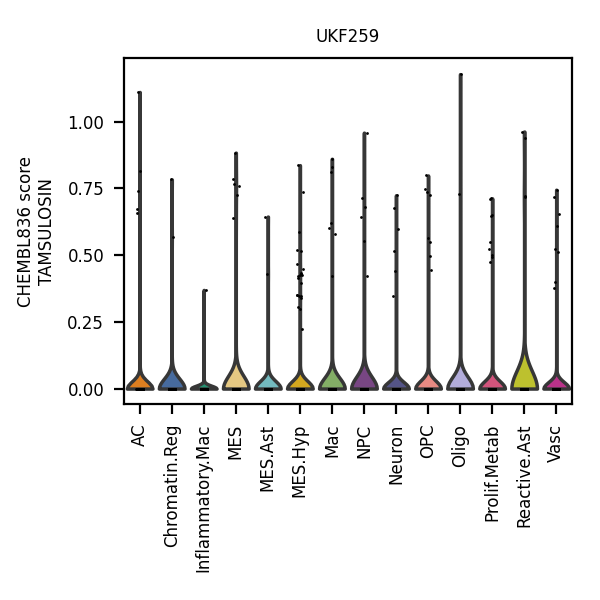 UKF259
CHEMBL836 score
TAMSULOSIN
1.00
0.75
0.50
0.25
0.00
AC
Chromatin.Reg
Inflammatory.Mac
MES
MES.Ast
MES.Hyp
Mac
NPC
Neuron
OPC
Oligo
Prolif.Metab
Reactive.Ast
Vasc